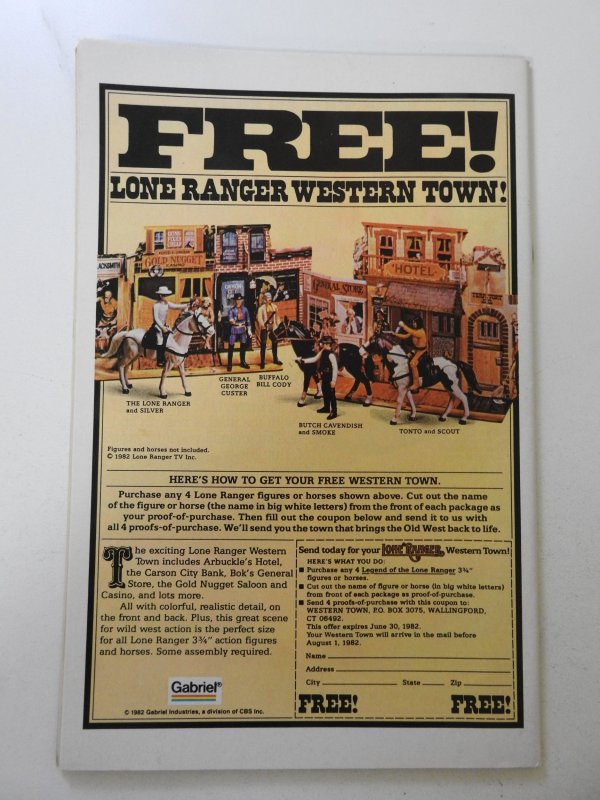 FREE!
LONE RANGER WESTERN TOWN!
GOLD NUGGET
HOTEL
GENERAL STORE
THE LONE RANGER
and SILVER
GENERAL
GEORGE
CUSTER
BUFFALO
BILL CODY
BUTCH CAVENDISH
and SMOKE
TONTO and SCOUT
Figures and horses not included.
© 1982 Lone Ranger TV Inc.
HERE'S HOW TO GET YOUR FREE WESTERN TOWN.
Purchase any 4 Lone Ranger figures or horses shown above. Cut out the name
of the figure or horse (the name in big white letters) from the front of each package as
your proof-of-purchase. Then fill out the coupon below and send it to us with
all 4 proofs-of-purchase. We'll send you the town that brings the Old West back to life.
The exciting Lone Ranger Western
Town includes Arbuckle's Hotel,
the Carson City Bank, Bok's General
Store, the Gold Nugget Saloon and
Casino, and lots more.
All with colorful, realistic detail, on
the front and back. Plus, this great scene
for wild west action is the perfect size
for all Lone Ranger 3¾" action figures
and horses. Some assembly required.
Gabriel®
© 1982 Gabriel Industries, a division of CBS Inc.
Send today for your LONE RANGER Western Town!
HERE'S WHAT YOU DO:
■ Purchase any 4 Legend of the Lone Ranger 3¾"
figures or horses.
■ Cut out the name of figure or horse (in big white letters)
from front of each package as proof-of-purchase.
■ Send 4 proofs-of-purchase with this coupon to:
WESTERN TOWN, P.O. BOX 3075, WALLINGFORD,
CT 06492.
This offer expires June 30, 1982.
Your Western Town will arrive in the mail before
August 1, 1982.
Name
Address
City State Zip
FREE! FREE!